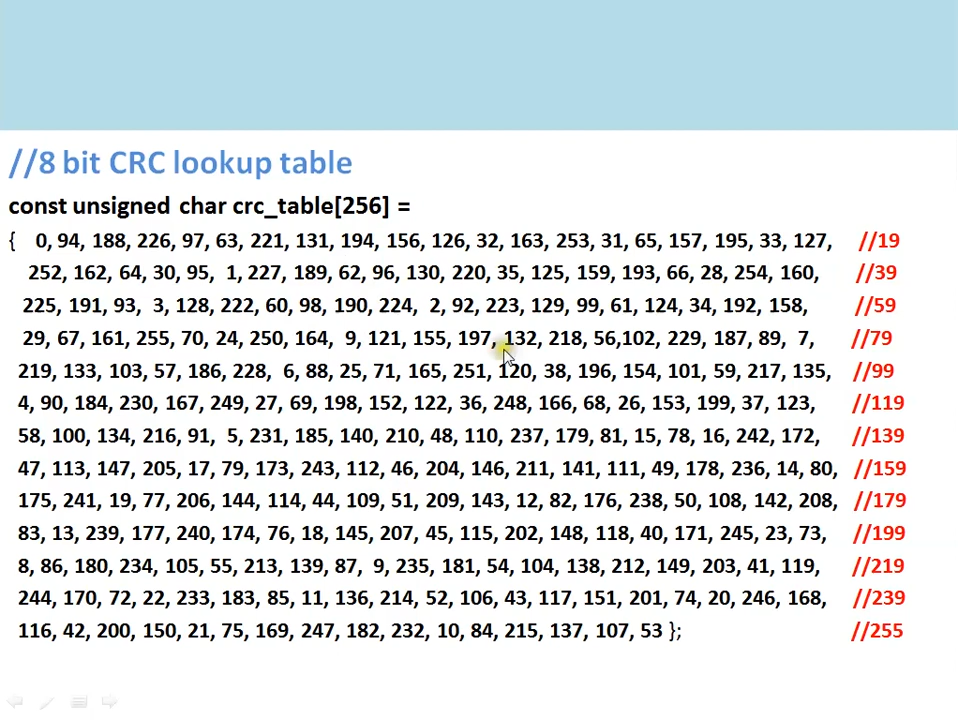 //8 bit CRC lookup table
const unsigned char crc_table[256] =
{ 0, 94, 188, 226, 97, 63, 221, 131, 194, 156, 126, 32, 163, 253, 31, 65, 157, 195, 33, 127, //19
252, 162, 64, 30, 95, 1, 227, 189, 62, 96, 130, 220, 35, 125, 159, 193, 66, 28, 254, 160, //39
225, 191, 93, 3, 128, 222, 60, 98, 190, 224, 2, 92, 223, 129, 99, 61, 124, 34, 192, 158, //59
29, 67, 161, 255, 70, 24, 250, 164, 9, 121, 155, 197, 132, 218, 56,102, 229, 187, 89, 7, //79
219, 133, 103, 57, 186, 228, 6, 88, 25, 71, 165, 251, 120, 38, 196, 154, 101, 59, 217, 135, //99
4, 90, 184, 230, 167, 249, 27, 69, 198, 152, 122, 36, 248, 166, 68, 26, 153, 199, 37, 123, //119
58, 100, 134, 216, 91, 5, 231, 185, 140, 210, 48, 110, 237, 179, 81, 15, 78, 16, 242, 172, //139
47, 113, 147, 205, 17, 79, 173, 243, 112, 46, 204, 146, 211, 141, 111, 49, 178, 236, 14, 80, //159
175, 241, 19, 77, 206, 144, 114, 44, 109, 51, 209, 143, 12, 82, 176, 238, 50, 108, 142, 208, //179
83, 13, 239, 177, 240, 174, 76, 18, 145, 207, 45, 115, 202, 148, 118, 40, 171, 245, 23, 73, //199
8, 86, 180, 234, 105, 55, 213, 139, 87, 9, 235, 181, 54, 104, 138, 212, 149, 203, 41, 119, //219
244, 170, 72, 22, 233, 183, 85, 11, 136, 214, 52, 106, 43, 117, 151, 201, 74, 20, 246, 168, //239
116, 42, 200, 150, 21, 75, 169, 247, 182, 232, 10, 84, 215, 137, 107, 53 }; //255